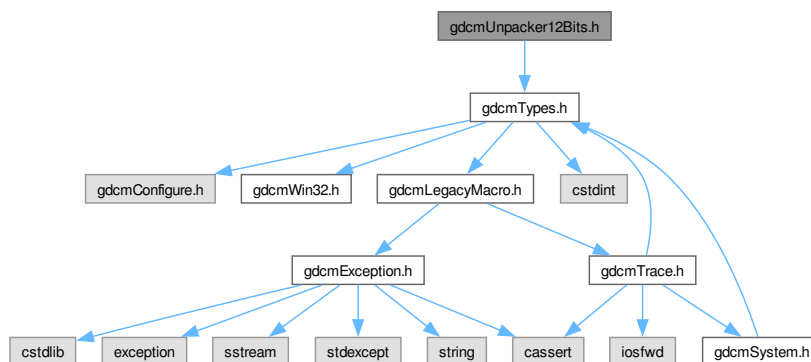 gdcmUnpacker12Bits.h
gdcmTypes.h
gdcmConfigure.h
gdcmWin32.h
gdcmLegacyMacro.h
cstdint
gdcmException.h
gdcmTrace.h
cstdlib
exception
sstream
stdexcept
string
cassert
iosfwd
gdcmSystem.h